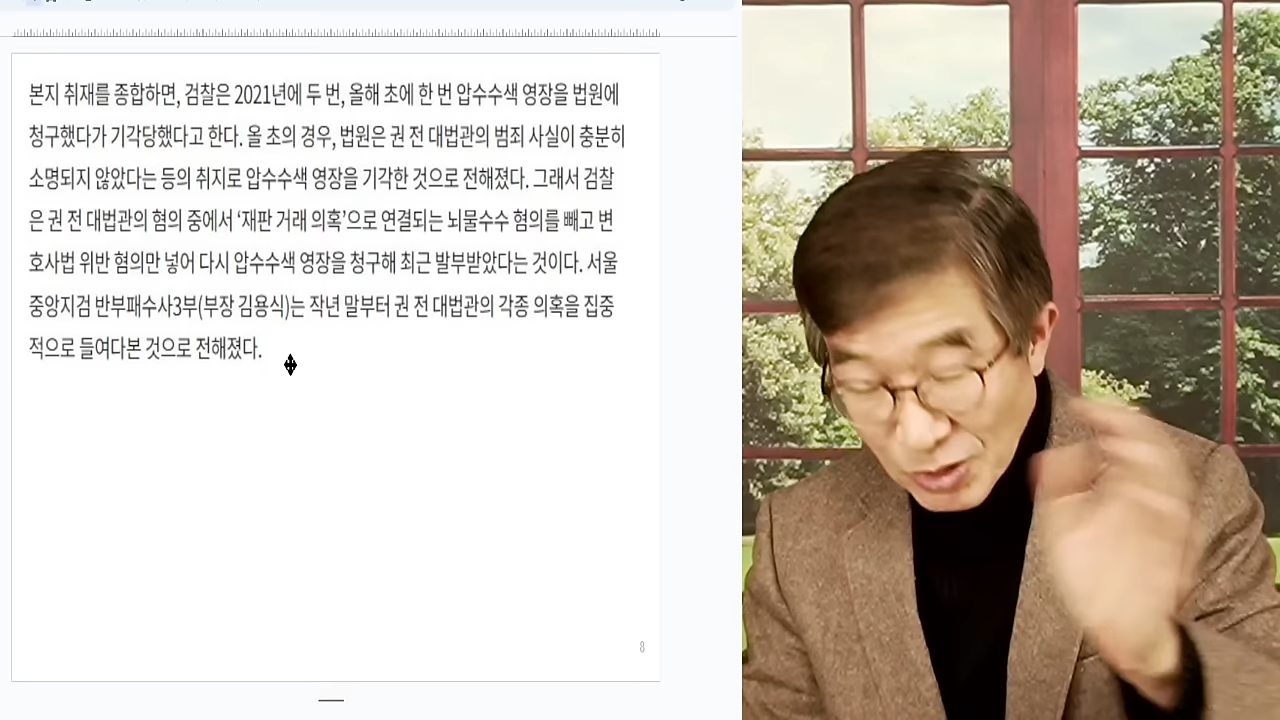 본지 취재를 종합하면, 검찰은 2021년에 두 번, 올해 초에 한 번 압수수색 영장을 법원에
청구했다가 기각당했다고 한다. 올 초의 경우, 법원은 권 전 대법관의 범죄 사실이 충분히
소명되지 않았다는 등의 취지로 압수수색 영장을 기각한 것으로 전해졌다. 그래서 검찰
은 권 전 대법관의 혐의 중에서 ‘재판 거래 의혹’으로 연결되는 뇌물수수 혐의를 빼고 변
호사법 위반 혐의만 넣어 다시 압수수색 영장을 청구해 최근 발부받았다는 것이다. 서울
중앙지검 반부패수사3부(부장 김용식)는 작년 말부터 권 전 대법관의 각종 의혹을 집중
적으로 들여다본 것으로 전해졌다.
8